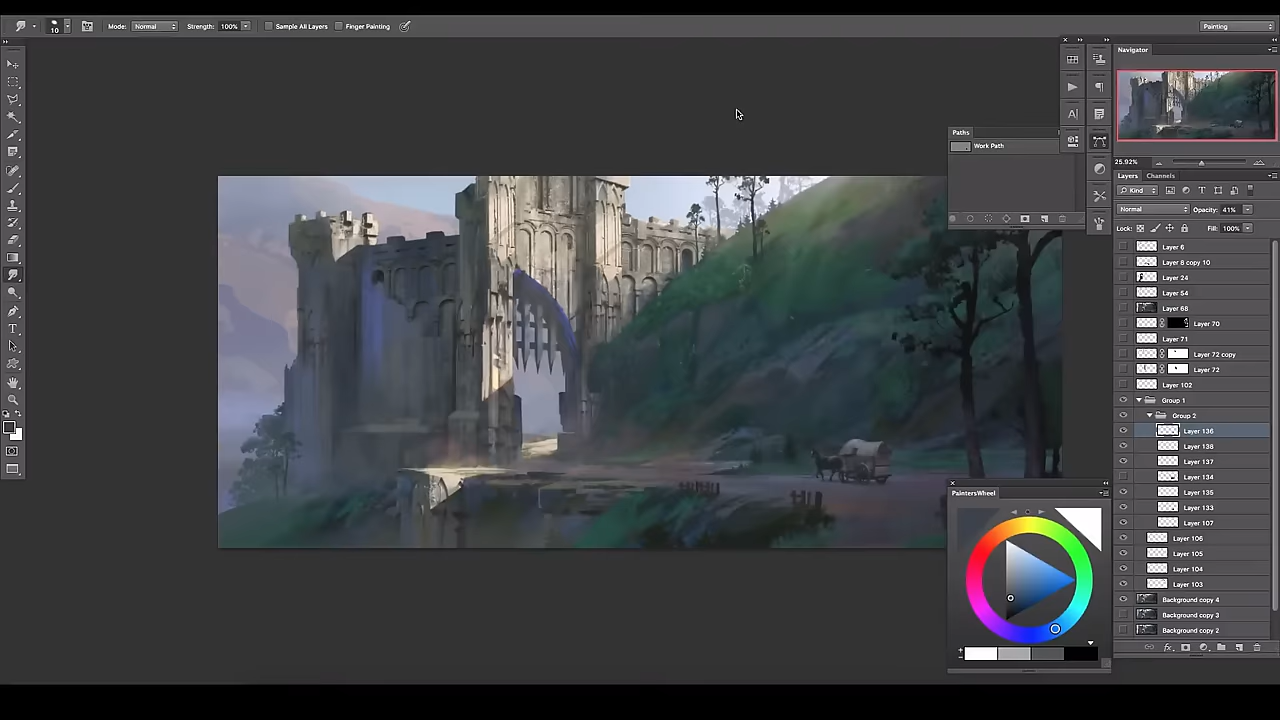 10 Mode: Normal Strength: 100% Sample All Layers Finger Painting Painting
Navigator
25.92%
Paths
Work Path
Layers Channels
Kind
Normal Opacity: 41%
Lock: Fill: 100%
Layer 6
Layer 8 copy 10
Layer 24
Layer 54
Layer 68
Layer 70
Layer 71
Layer 72 copy
Layer 72
Layer 102
Group 1
Group 2
Layer 136
Layer 138
Layer 137
Layer 134
Layer 135
Layer 133
Layer 107
Layer 106
Layer 105
Layer 104
Layer 103
Background copy 4
Background copy 3
Background copy 2
PaintersWheel